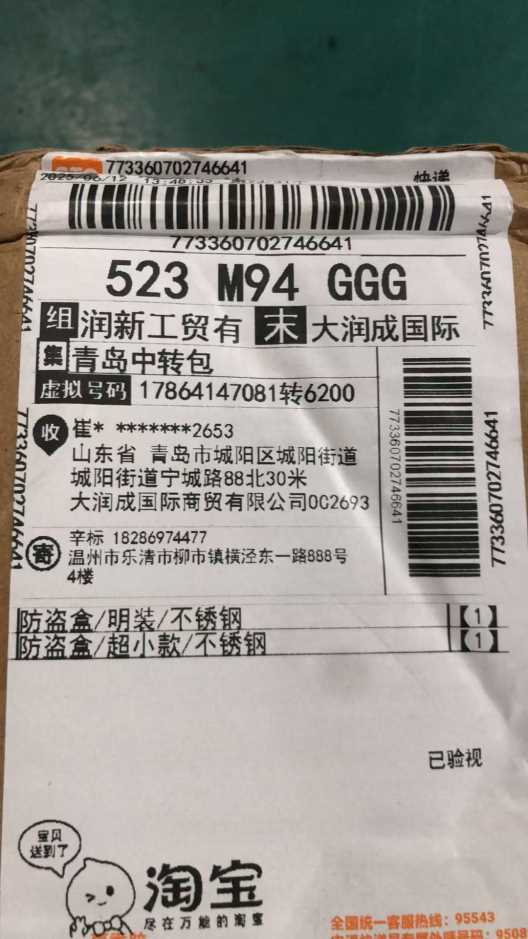 773360702746641
2025/06/12
快递
773360702746641
523 M94 GGG
组 润新工贸有 末 大润成国际
集 青岛中转包
虚拟号码 17864147081转6200
收 崔* *******2653
山东省 青岛市城阳区城阳街道
城阳街道宁城路88北30米
大润成国际商贸有限公司0C2693
寄 辛标 18286974477
温州市乐清市柳市镇横泾东一路888号
4楼
773360702746641
773360702746641
防盗盒/明装/不锈钢 【1】
防盗盒/超小款/不锈钢 【1】
已验视
宝贝
送到了
淘宝
尽在万能的淘宝
全国统一客服热线：95543